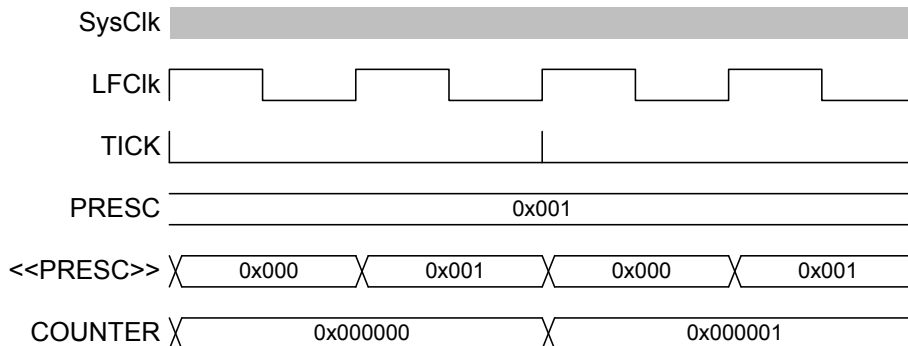 SysClk
LFClk
TICK
PRESC 0x001
<<PRESC>> 0x000 0x001 0x000 0x001
COUNTER 0x000000 0x000001